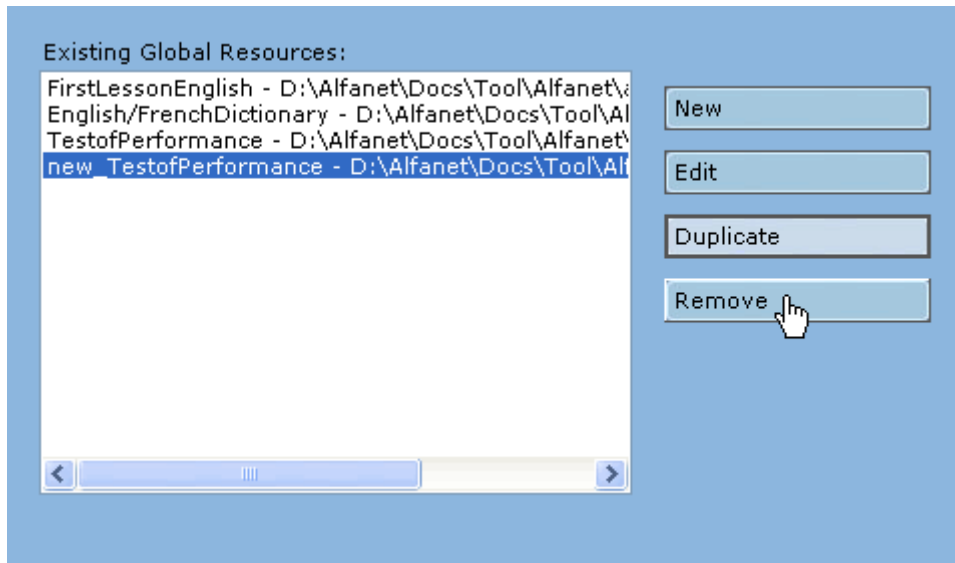 Existing Global Resources:
FirstLessonEnglish - D:\Alfanet\Docs\Tool\Alfanet\
English/FrenchDictionary - D:\Alfanet\Docs\Tool\Al
TestofPerformance - D:\Alfanet\Docs\Tool\Alfanet\
new_TestofPerformance - D:\Alfanet\Docs\Tool\Alf
New
Edit
Duplicate
Remove